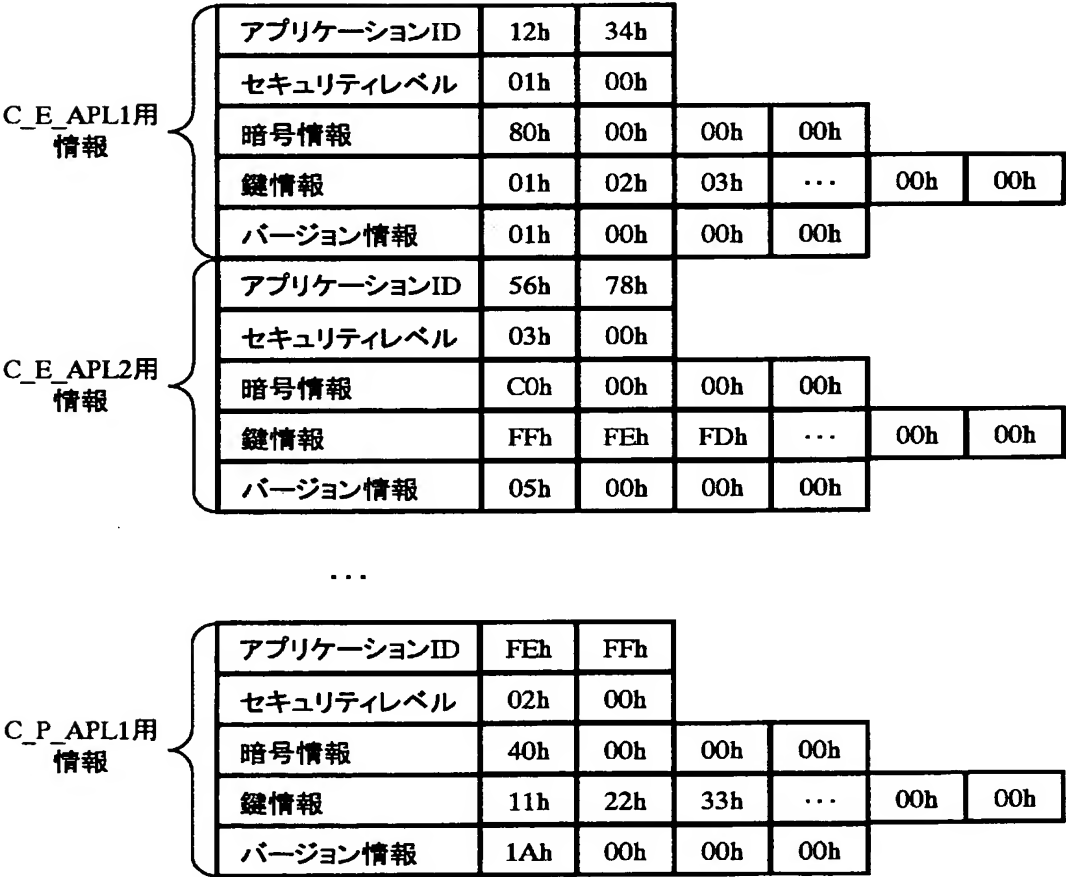 アプリケーションID 12h 34h
セキュリティレベル 01h 00h
C_E_APL1用
情報
暗号情報 80h 00h 00h 00h
鍵情報 01h 02h 03h ・・・ 00h 00h
バージョン情報 01h 00h 00h 00h
アプリケーションID 56h 78h
セキュリティレベル 03h 00h
C_E_APL2用
情報
暗号情報 C0h 00h 00h 00h
鍵情報 FFh FEh FDh ・・・ 00h 00h
バージョン情報 05h 00h 00h 00h
・・・
アプリケーションID FEh FFh
セキュリティレベル 02h 00h
C_P_APL1用
情報
暗号情報 40h 00h 00h 00h
鍵情報 11h 22h 33h ・・・ 00h 00h
バージョン情報 1Ah 00h 00h 00h